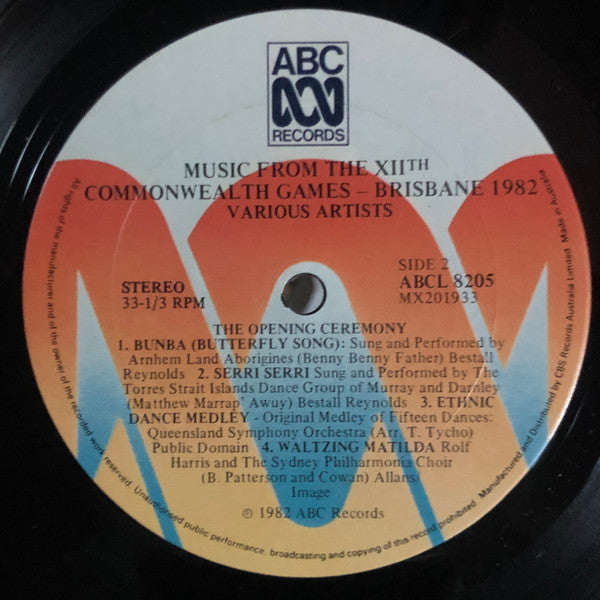 ABC
RECORDS
MUSIC FROM THE XIITH
COMMONWEALTH GAMES – BRISBANE 1982
VARIOUS ARTISTS
STEREO
33-1/3 RPM
SIDE 2
ABCL 8205
MX201933
THE OPENING CEREMONY
1. BUNBA (BUTTERFLY SONG): Sung and Performed by
Arnhem Land Aborigines (Benny Benny Father) Bestall
Reynolds 2. SERRI SERRI Sung and Performed by The
Torres Strait Islands Dance Group of Murray and Darnley
(Matthew Marrap' Awuy) Bestall Reynolds 3. ETHNIC
DANCE MEDLEY - Original Medley of Fifteen Dances:
Queensland Symphony Orchestra (Arr. T. Tycho)
Public Domain 4. WALTZING MATILDA Rolf
Harris and The Sydney Philharmonia Choir
(B. Patterson and Cowan) Allans
Image
℗ 1982 ABC Records
All rights of the manufacturer and of the owner of the recorded work reserved. Unauthorised public performance, broadcasting and copying of this record prohibited. Manufactured and Distributed by CBS Records Australia Limited. Made in Australia